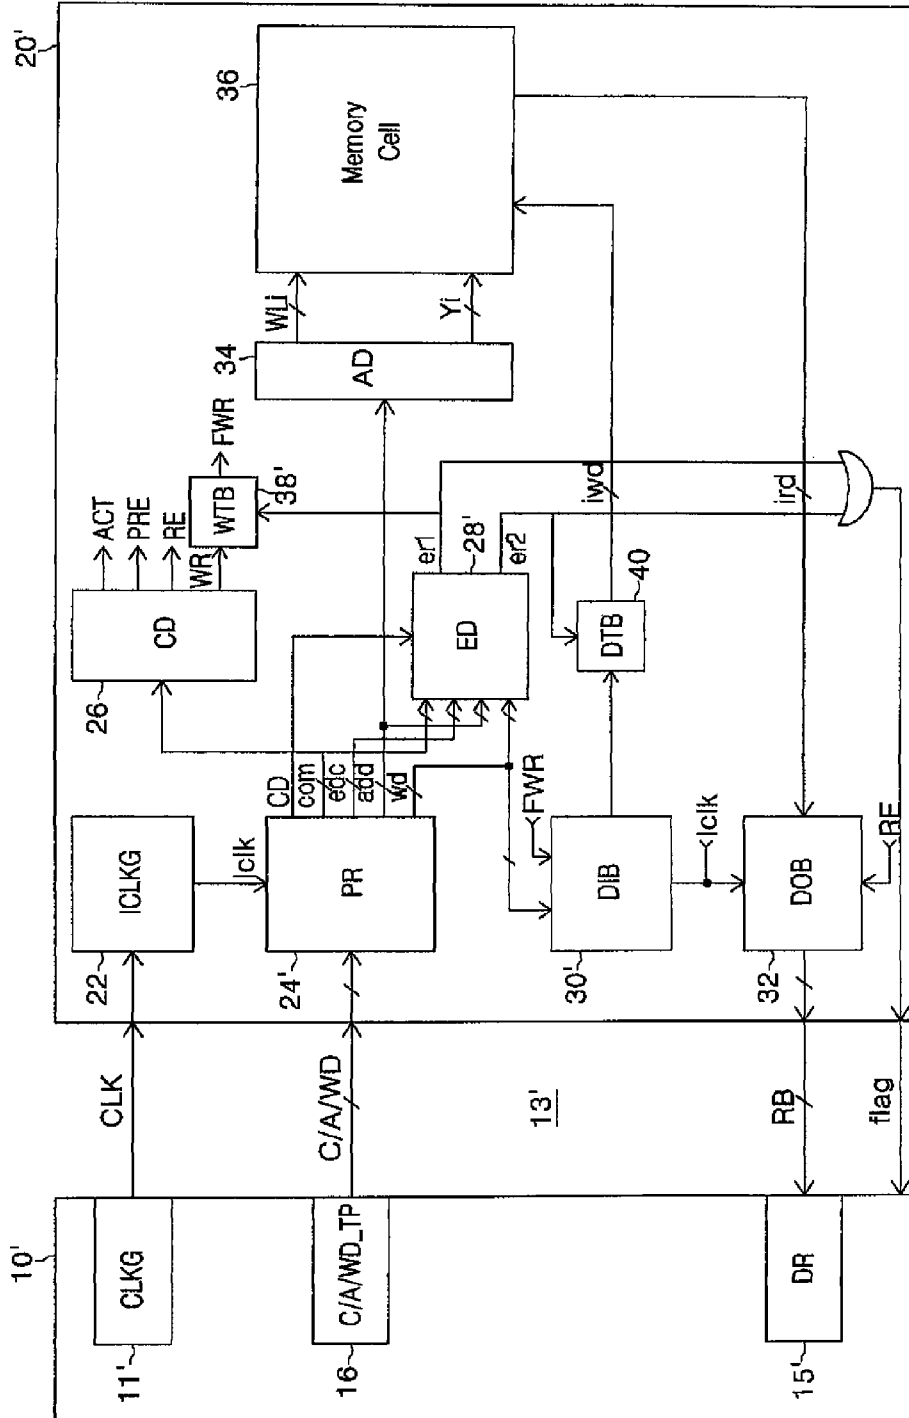 10'
20'
CLKG
11'
CLK
ICLKG
22
Iclk
CD
26
ACT
PRE
RE
WR
WTB
38'
FWR
C/A/WD_TP
16
C/A/WD
PR
24'
CD
com
edc
add
wd
AD
34
WLi
Yi
Memory
Cell
36
ED
28'
er1
er2
13'
FWR
DIB
30'
DTB
40
iwd
Iclk
DR
15'
RB
DOB
32
RE
ird
flag